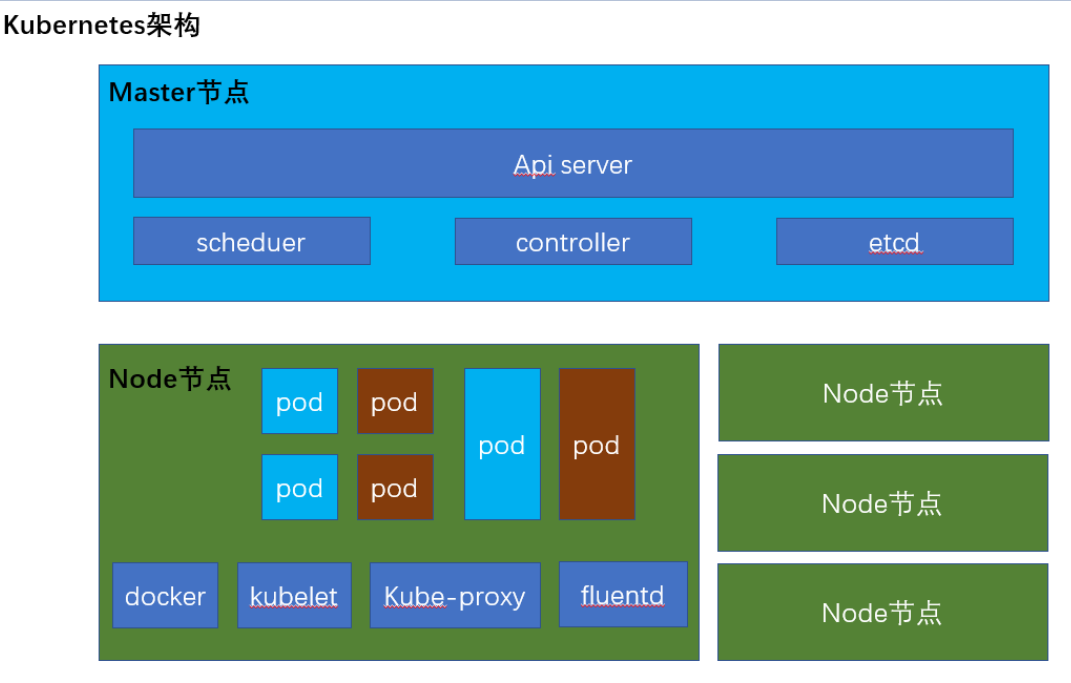 Kubernetes架构
Master节点
Api server
scheduer
controller
etcd
Node节点
pod
pod
pod
pod
pod
pod
docker
kubelet
Kube-proxy
fluentd
Node节点
Node节点
Node节点